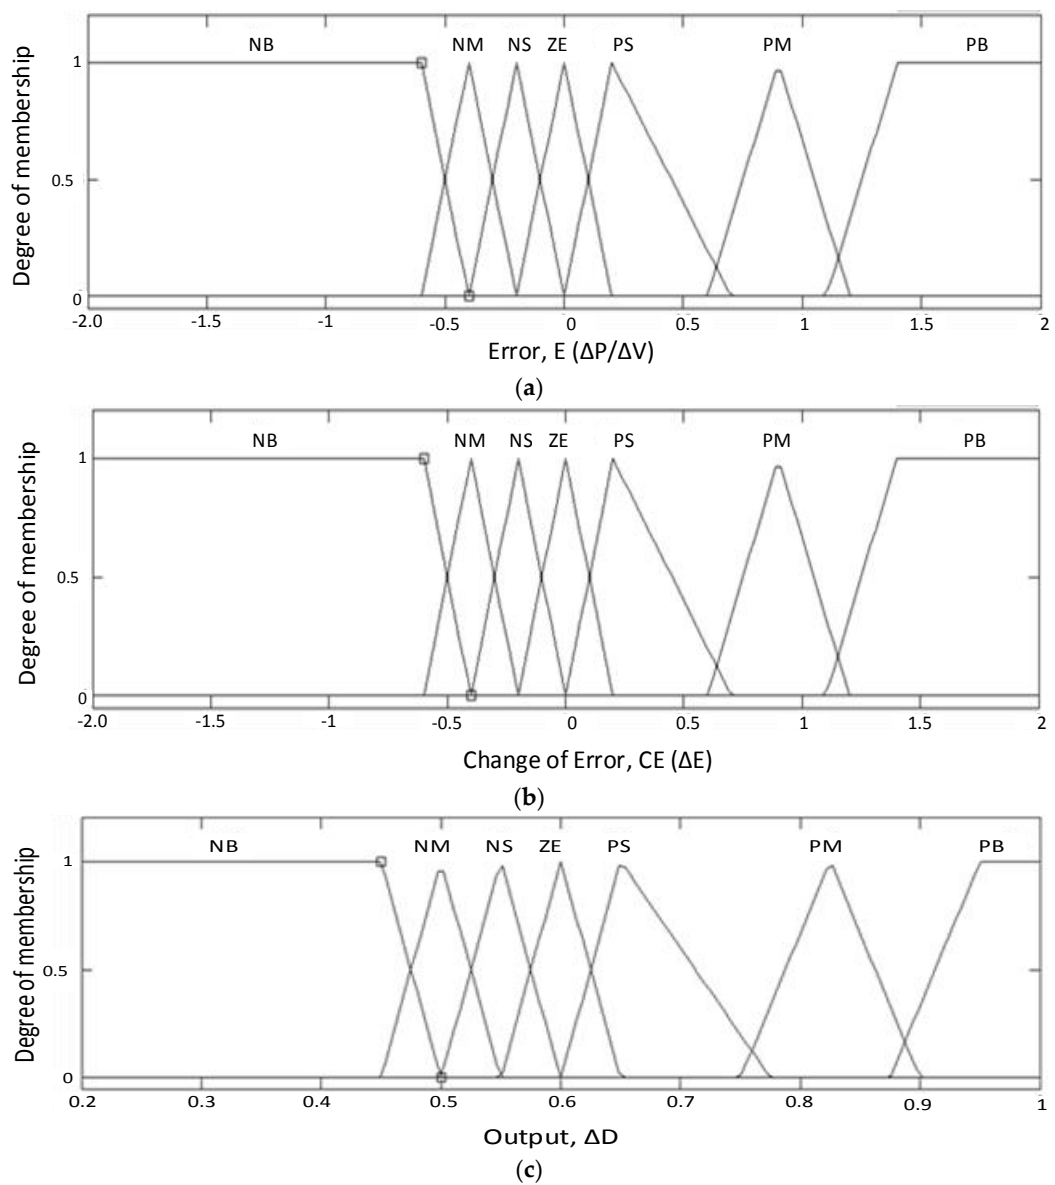 NB NM NS ZE PS PM PB
1
0.5
0
Degree of membership
-2.0 -1.5 -1 -0.5 0 0.5 1 1.5 2
Error, E (ΔP/ΔV)
(a)
NB NM NS ZE PS PM PB
1
0.5
0
Degree of membership
-2.0 -1.5 -1 -0.5 0 0.5 1 1.5 2
Change of Error, CE (ΔE)
(b)
NB NM NS ZE PS PM PB
1
0.5
0
Degree of membership
0.2 0.3 0.4 0.5 0.6 0.7 0.8 0.9 1
Output, ΔD
(c)